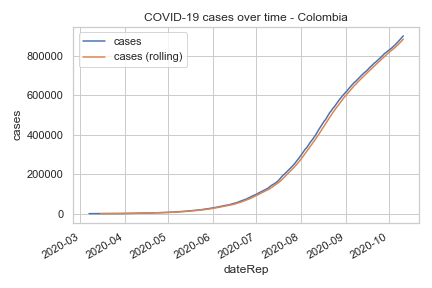 COVID-19 cases over time - Colombia
cases
cases (rolling)
cases
800000
600000
400000
200000
0
2020-03
2020-04
2020-05
2020-06
2020-07
2020-08
2020-09
2020-10
dateRep